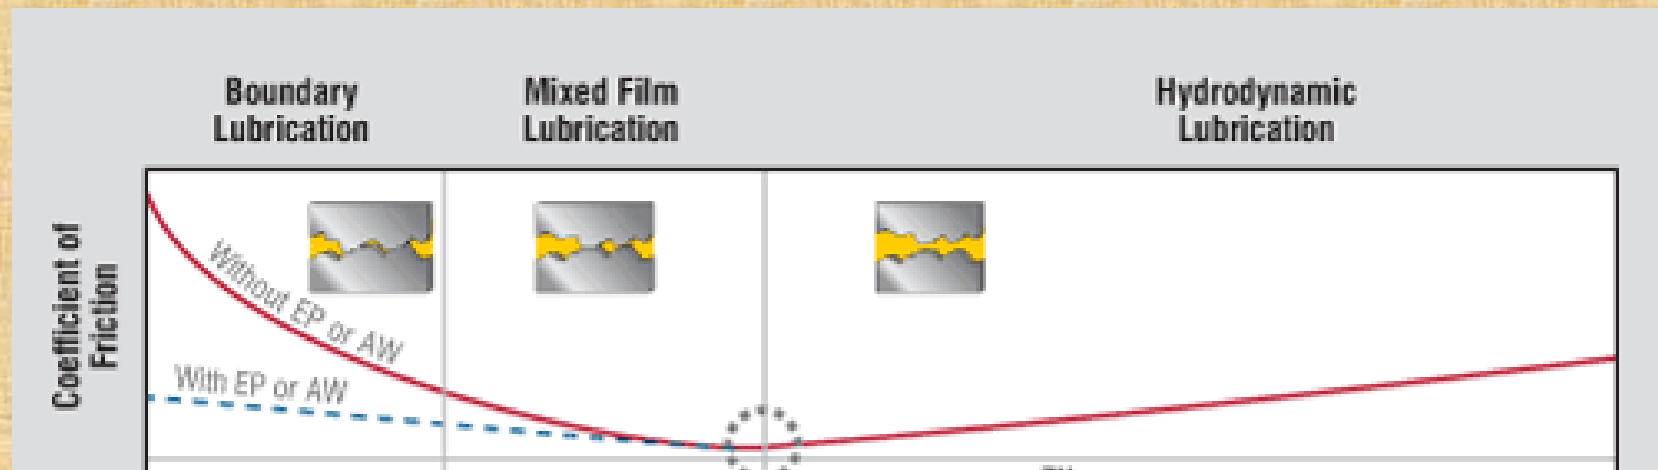 Boundary
Lubrication
Mixed Film
Lubrication
Hydrodynamic
Lubrication
Coefficient of
Friction
Without EP or AW
With EP or AW